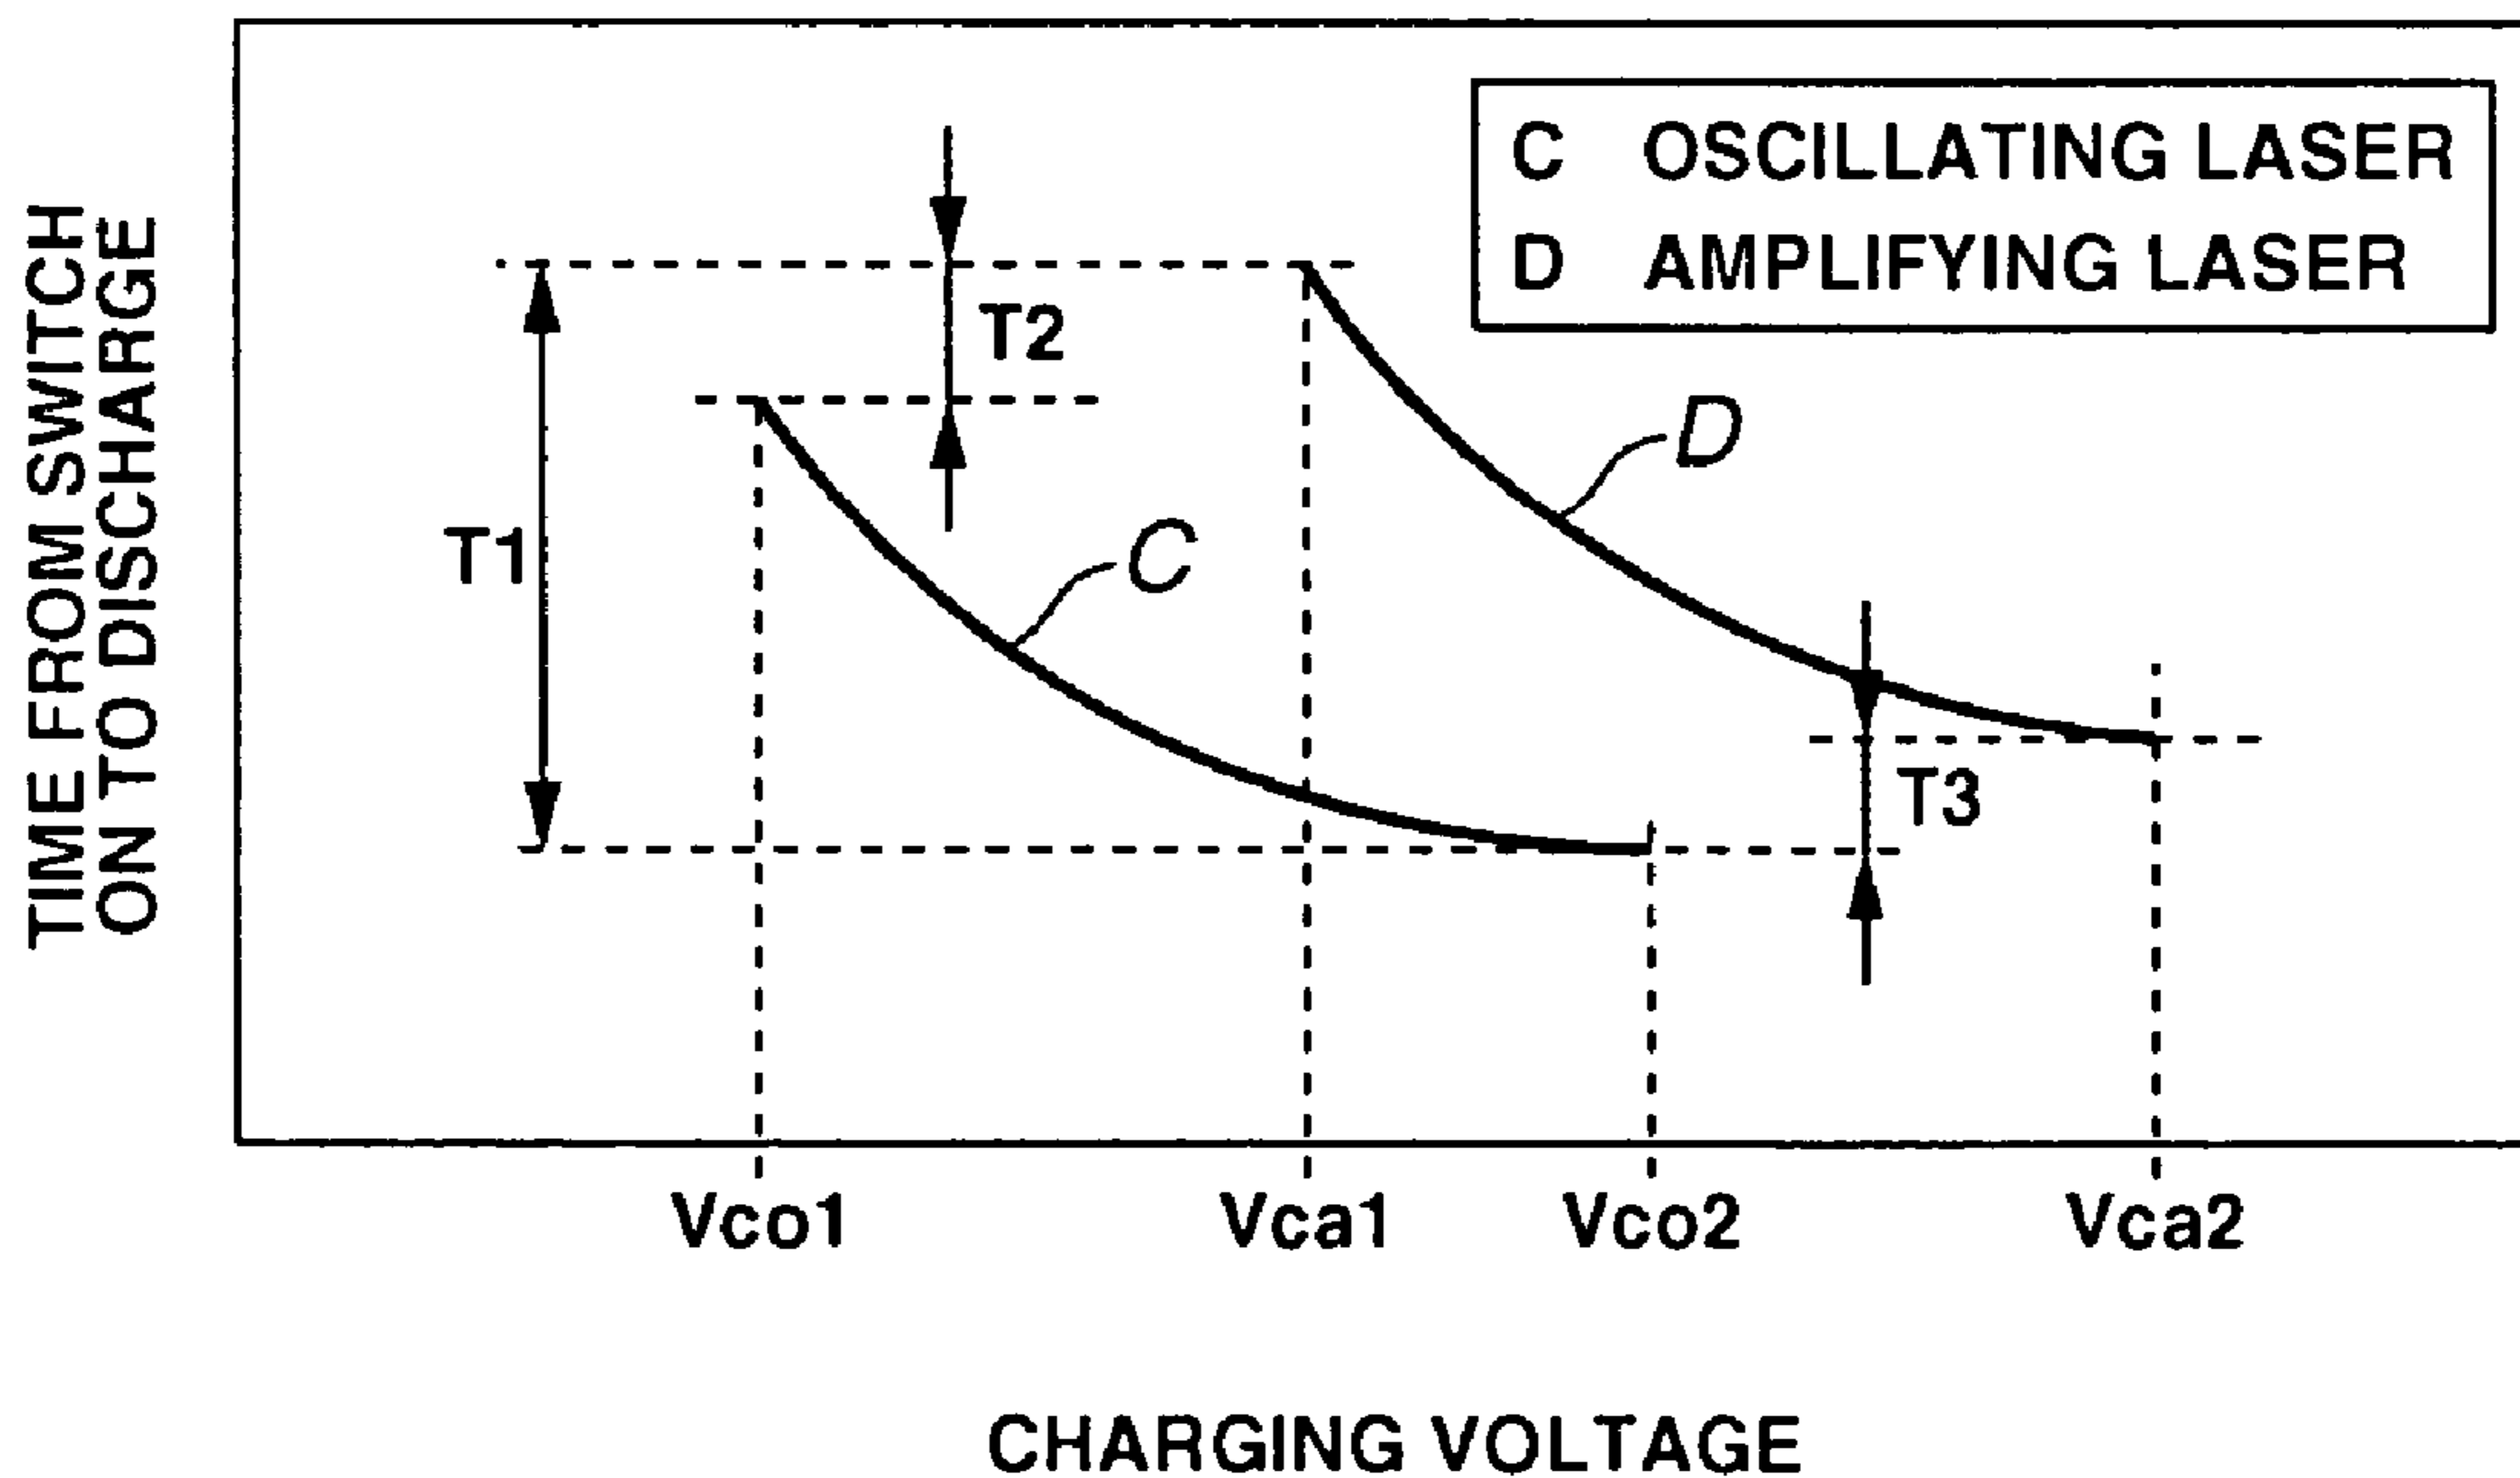 TIME FROM SWITCH
ON TO DISCHARGE
C OSCILLATING LASER
D AMPLIFYING LASER
T2
D
T1
C
T3
Vco1 Vca1 Vco2 Vca2
CHARGING VOLTAGE